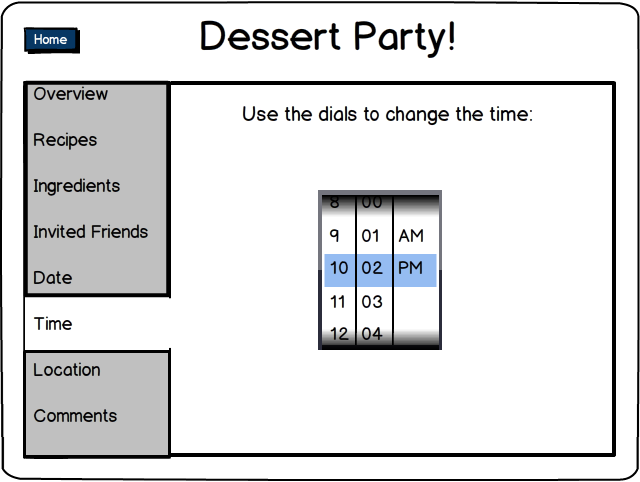 Home
Dessert Party!
Overview
Recipes
Ingredients
Invited Friends
Date
Time
Location
Comments
Use the dials to change the time:
8 00
9 01 AM
10 02 PM
11 03
12 04